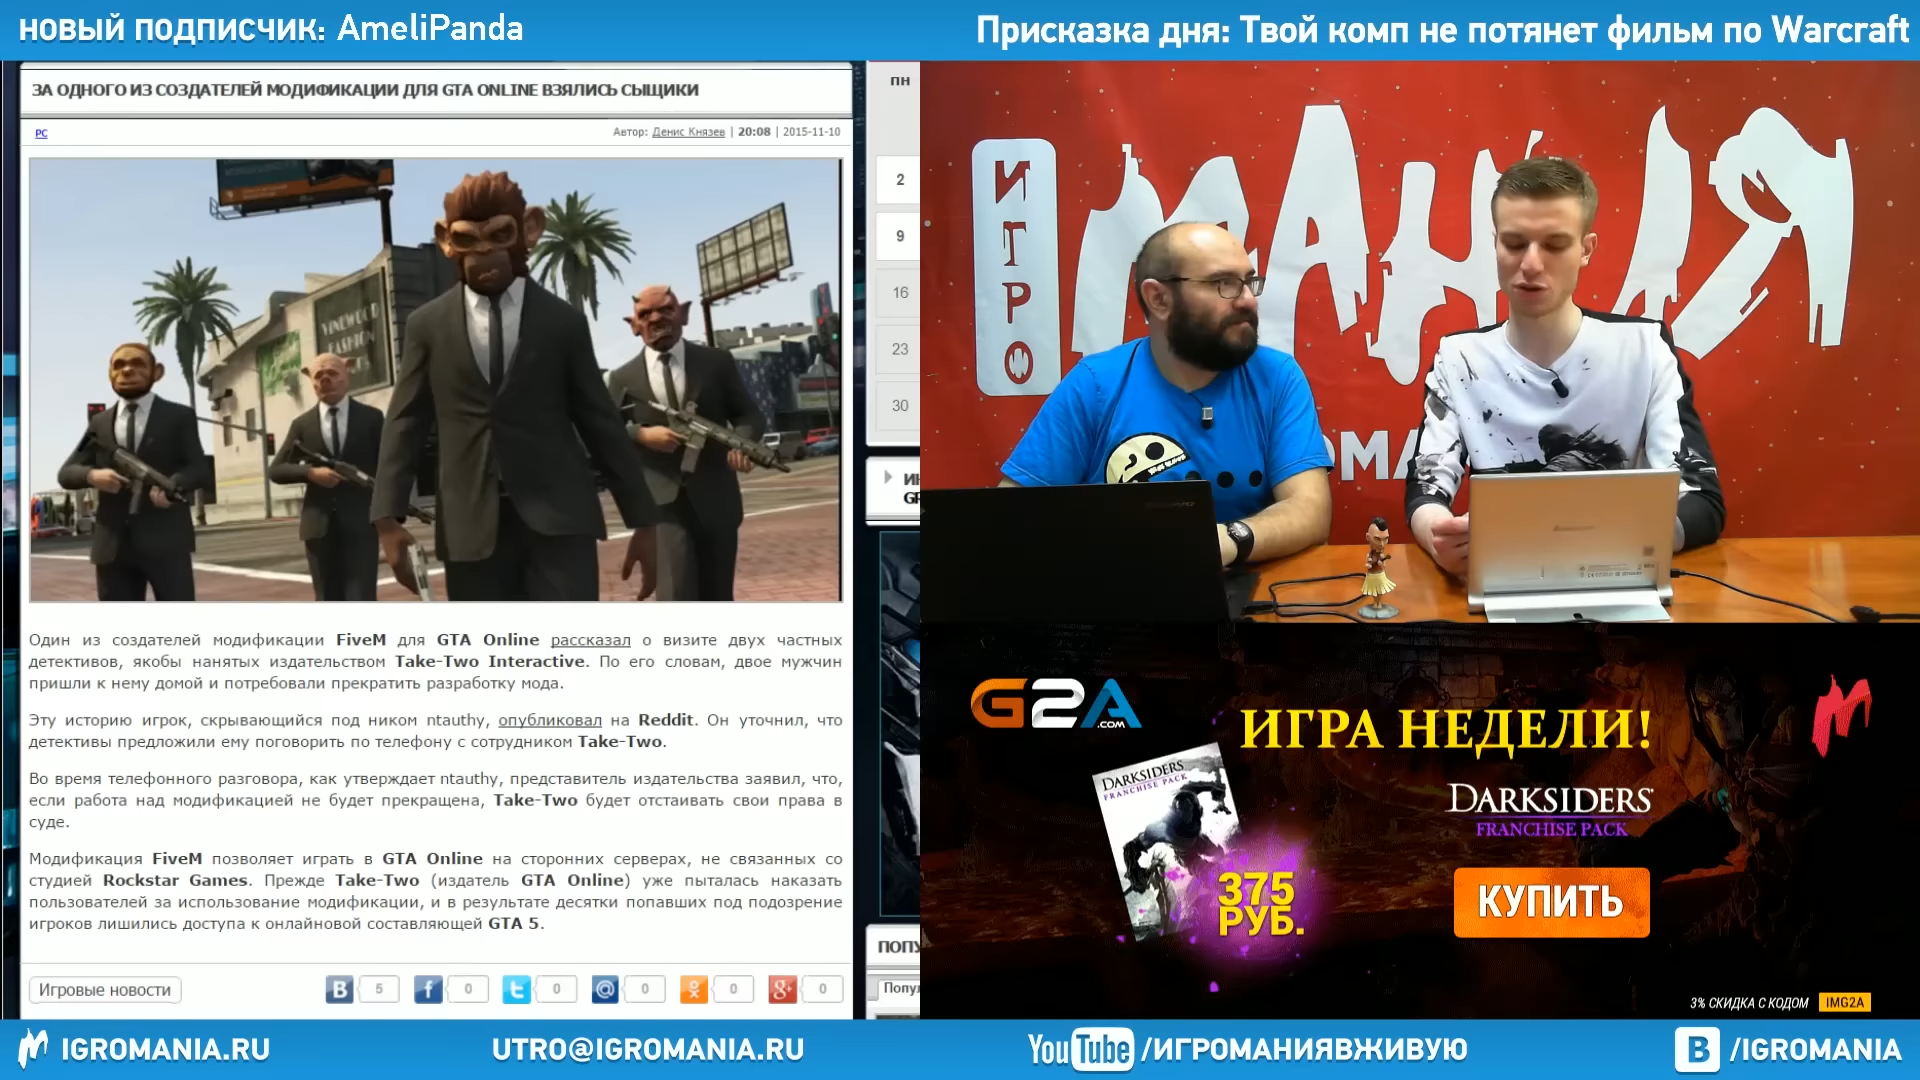 НОВЫЙ ПОДПИСЧИК: AmeliPanda
Присказка дня: Твой комп не потянет фильм по Warcraft
ЗА ОДНОГО ИЗ СОЗДАТЕЛЕЙ МОДИФИКАЦИИ ДЛЯ GTA ONLINE ВЗЯЛИСЬ СЫЩИКИ
PC
Автор: Денис Князев | 20:08 | 2015-11-10
VINEWOOD
FASHION
Один из создателей модификации FiveM для GTA Online рассказал о визите двух частных
детективов, якобы нанятых издательством Take-Two Interactive. По его словам, двое мужчин
пришли к нему домой и потребовали прекратить разработку мода.
Эту историю игрок, скрывающийся под ником ntauthy, опубликовал на Reddit. Он уточнил, что
детективы предложили ему поговорить по телефону с сотрудником Take-Two.
Во время телефонного разговора, как утверждает ntauthy, представитель издательства заявил, что,
если работа над модификацией не будет прекращена, Take-Two будет отстаивать свои права в
суде.
Модификация FiveM позволяет играть в GTA Online на сторонних серверах, не связанных со
студией Rockstar Games. Прежде Take-Two (издатель GTA Online) уже пыталась наказать
пользователей за использование модификации, и в результате десятки попавших под подозрение
игроков лишились доступа к онлайновой составляющей GTA 5.
Игровые новости
B 5
f 0
t 0
@ 0
0
g+ 0
ПН
2
9
16
23
30
ИГРО
МАНИЯ
G2A
.COM
ИГРА НЕДЕЛИ!
DARKSIDERS
FRANCHISE PACK
DARKSIDERS
FRANCHISE PACK
375
РУБ.
КУПИТЬ
3% СКИДКА С КОДОМ IMG2A
IGROMANIA.RU
UTRO@IGROMANIA.RU
YouTube /ИГРОМАНИЯВЖИВУЮ
B /IGROMANIA